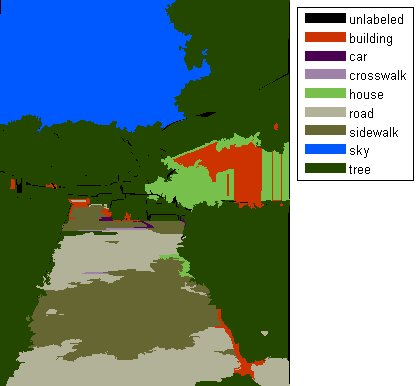 unlabeled
building
car
crosswalk
house
road
sidewalk
sky
tree